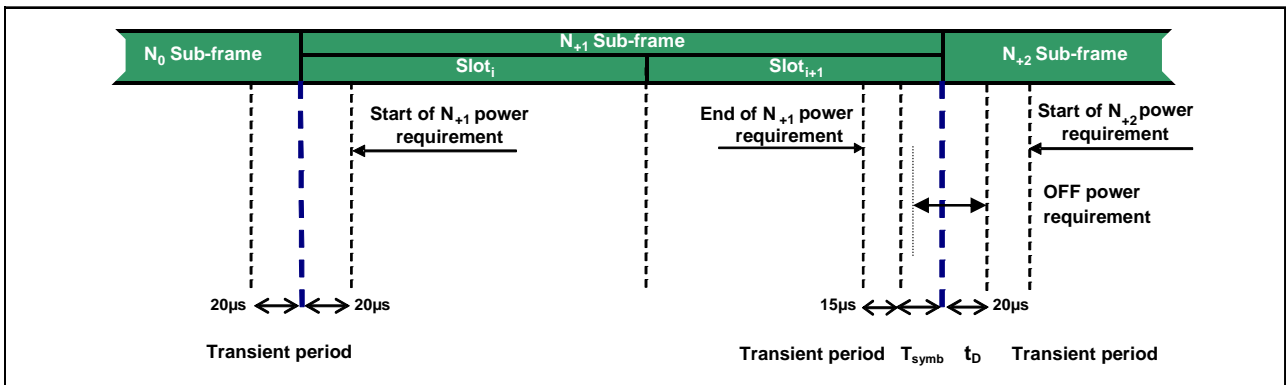 N₀ Sub-frame
N₊₁ Sub-frame
N₊₂ Sub-frame
Slotᵢ
Slotᵢ₊₁
Start of N₊₁ power
requirement
End of N₊₁ power
requirement
Start of N₊₂ power
requirement
OFF power
requirement
20µs
20µs
15µs
20µs
Transient period
Transient period
Tsymb
tD
Transient period